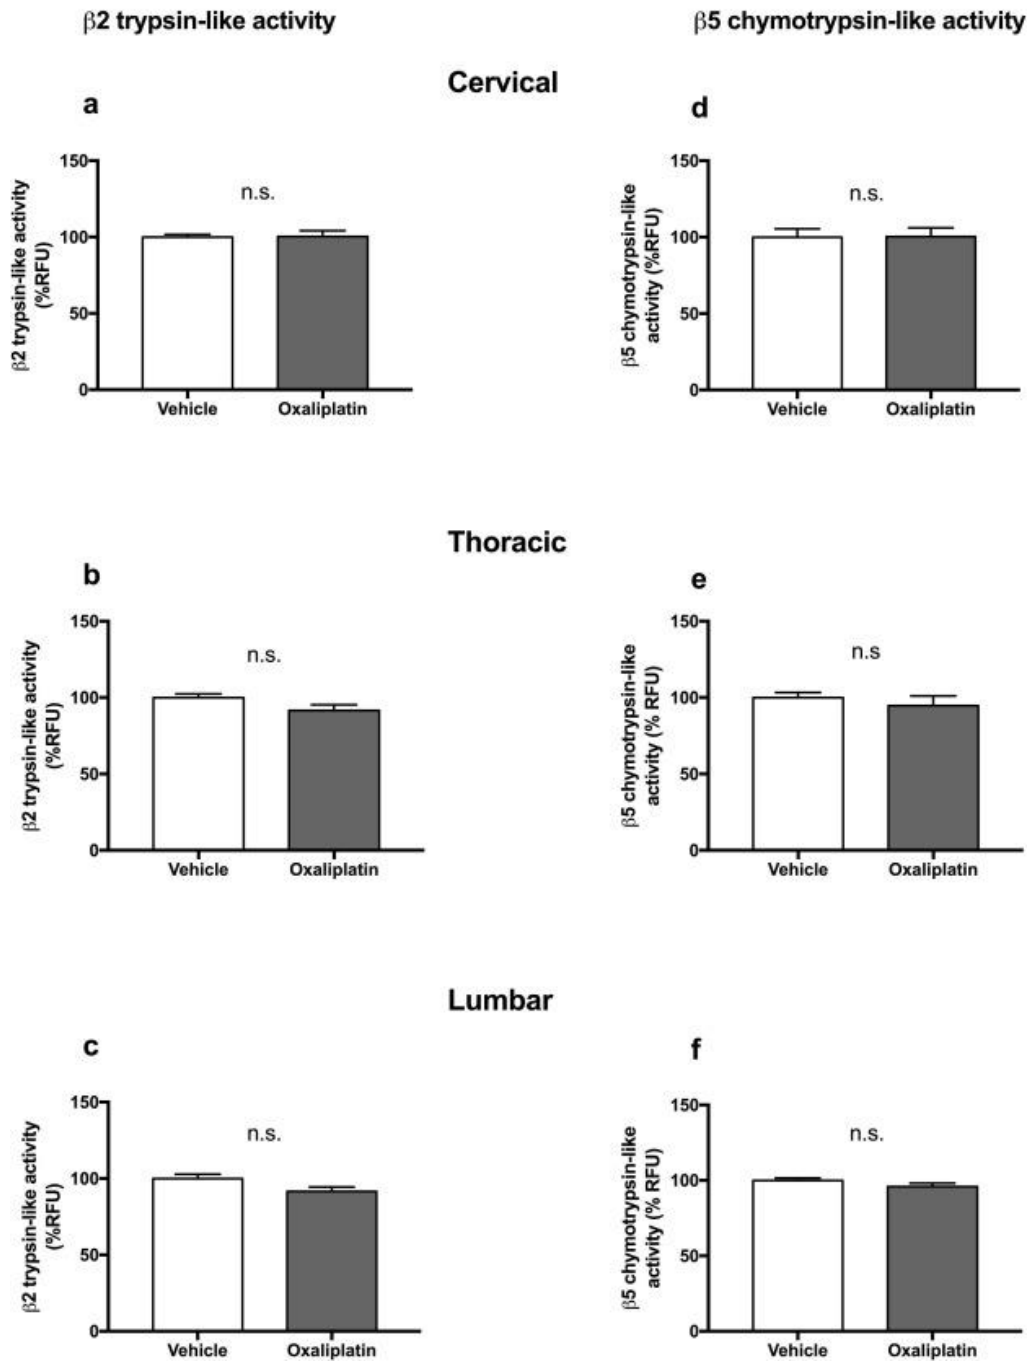 β2 trypsin-like activity
β5 chymotrypsin-like activity
Cervical
a
β2 trypsin-like activity
(%RFU)
150
100
50
0
n.s.
Vehicle
Oxaliplatin
d
β5 chymotrypsin-like
activity (%RFU)
150
100
50
0
n.s.
Vehicle
Oxaliplatin
Thoracic
b
β2 trypsin-like activity
(%RFU)
150
100
50
0
n.s.
Vehicle
Oxaliplatin
e
β5 chymotrypsin-like
activity (% RFU)
150
100
50
0
n.s
Vehicle
Oxaliplatin
Lumbar
c
β2 trypsin-like activity
(%RFU)
150
100
50
0
n.s.
Vehicle
Oxaliplatin
f
β5 chymotrypsin-like
activity (% RFU)
150
100
50
0
n.s.
Vehicle
Oxaliplatin